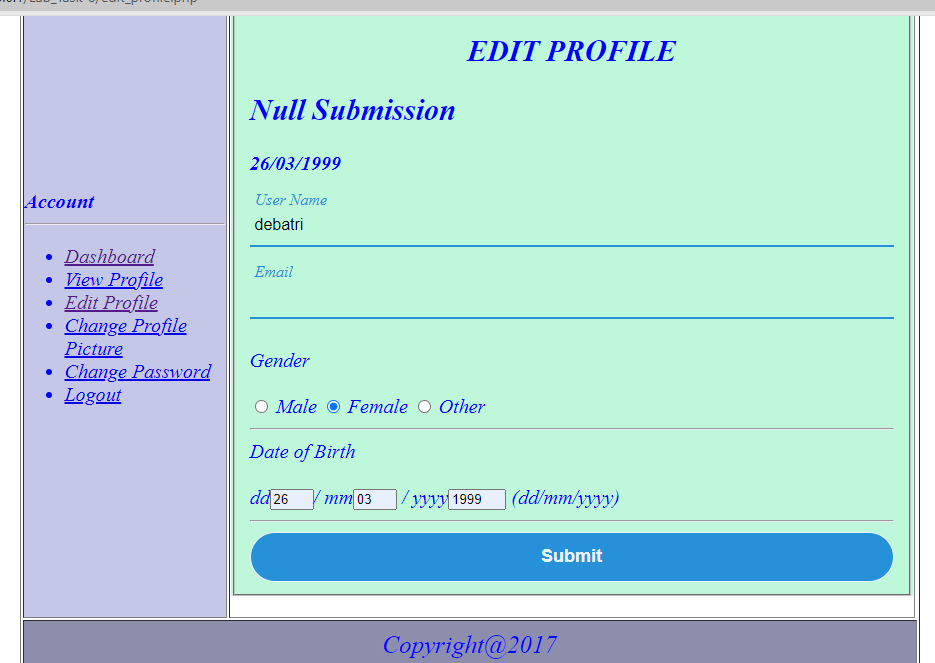 EDIT PROFILE
Null Submission
26/03/1999
User Name
debatri
Email
Gender
Male Female Other
Date of Birth
dd 26 / mm 03 / yyyy 1999 (dd/mm/yyyy)
Submit
Account
Dashboard
View Profile
Edit Profile
Change Profile
Picture
Change Password
Logout
Copyright@2017